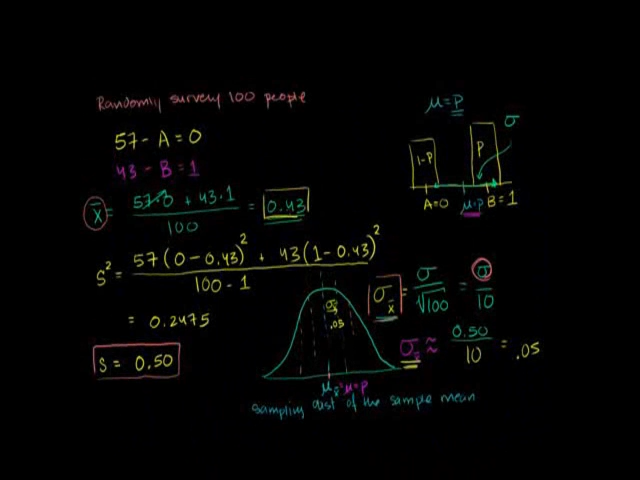 Randomly survey 100 people
57 - A = 0
43 - B = 1
x̄ = (57·0 + 43·1)/100 = 0.43
S² = (57(0 - 0.43)² + 43(1 - 0.43)²)/(100 - 1)
= 0.2475
S = 0.50
μ = p
σ
1-P
P
A=0 μ=p B=1
σx̄ = σ/√100 = σ/10
σx̄ ≈ 0.50/10 = .05
σx̄
.05
μx̄ = μ = p
sampling dist of the sample mean